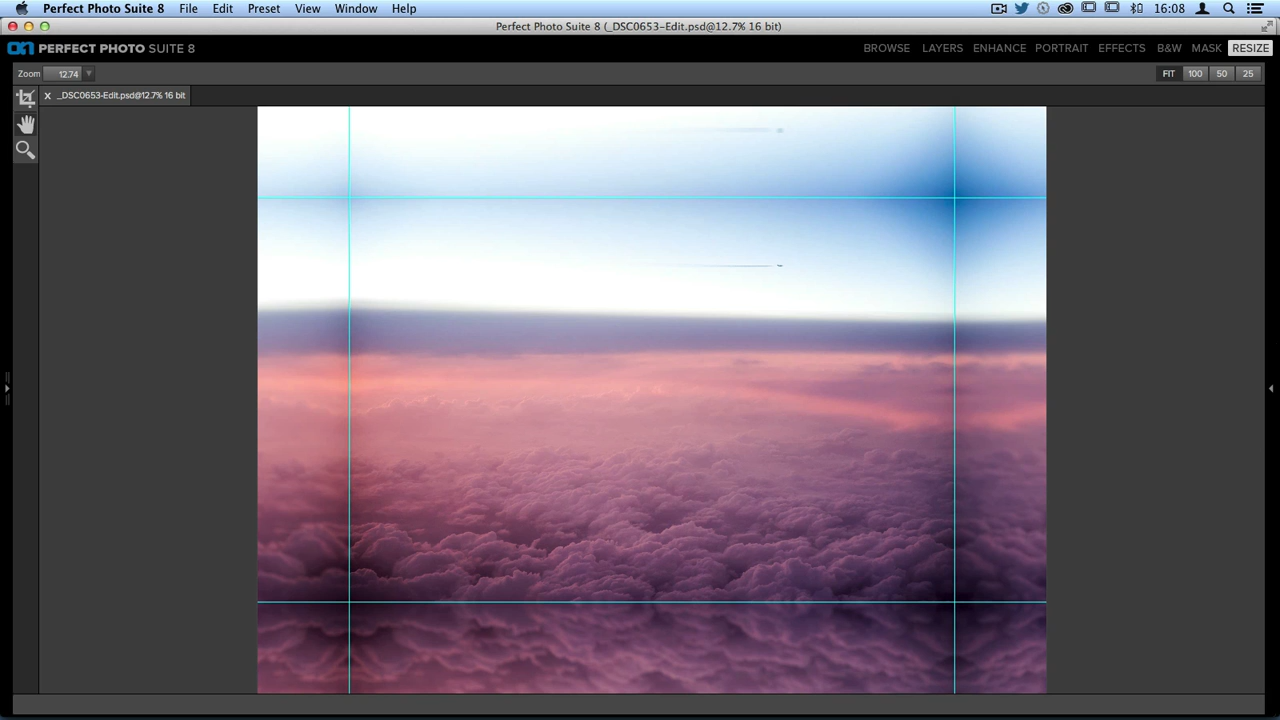 Perfect Photo Suite 8 File Edit Preset View Window Help 16:08
Perfect Photo Suite 8 (_DSC0653-Edit.psd@12.7% 16 bit)
on PERFECT PHOTO SUITE 8 BROWSE LAYERS ENHANCE PORTRAIT EFFECTS B&W MASK RESIZE
Zoom 12.74 FIT 100 50 25
_DSC0653-Edit.psd@12.7% 16 bit